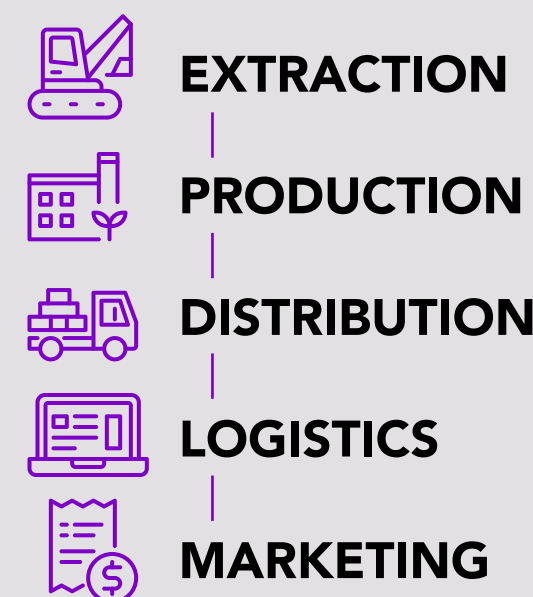 EXTRACTION
PRODUCTION
DISTRIBUTION
LOGISTICS
MARKETING
$